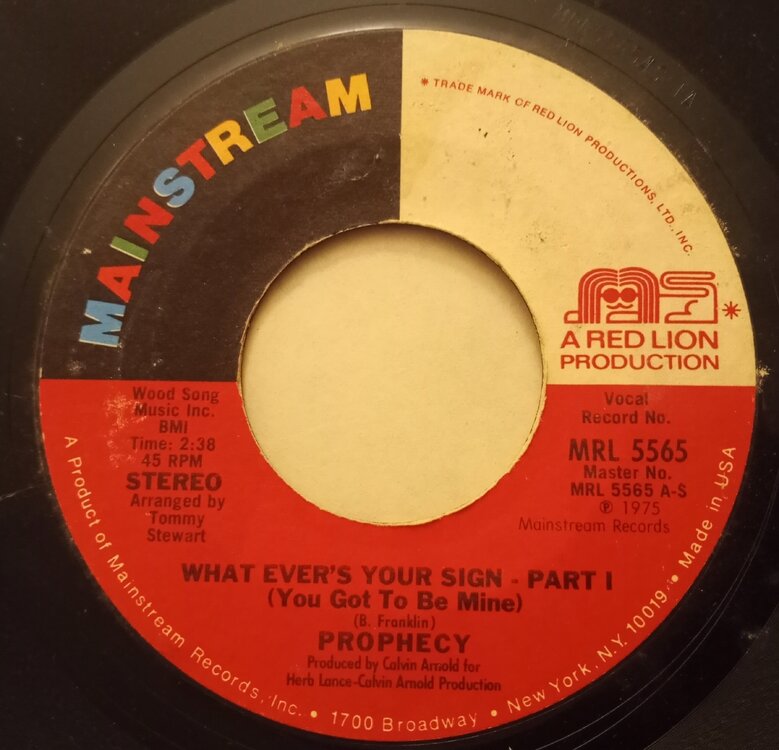 MAINSTREAM
* TRADE MARK OF RED LION PRODUCTIONS, LTD., INC.
*
A RED LION
PRODUCTION
Wood Song
Music Inc.
BMI
Time: 2:38
45 RPM
STEREO
Arranged by
Tommy
Stewart
Vocal
Record No.
MRL 5565
Master No.
MRL 5565 A-S
℗ 1975
Mainstream Records
WHAT EVER'S YOUR SIGN - PART I
(You Got To Be Mine)
(B. Franklin)
PROPHECY
Produced by Calvin Arnold for
Herb Lance-Calvin Arnold Production
A Product of Mainstream Records, Inc. • 1700 Broadway • New York, N.Y. 10019 • Made in USA